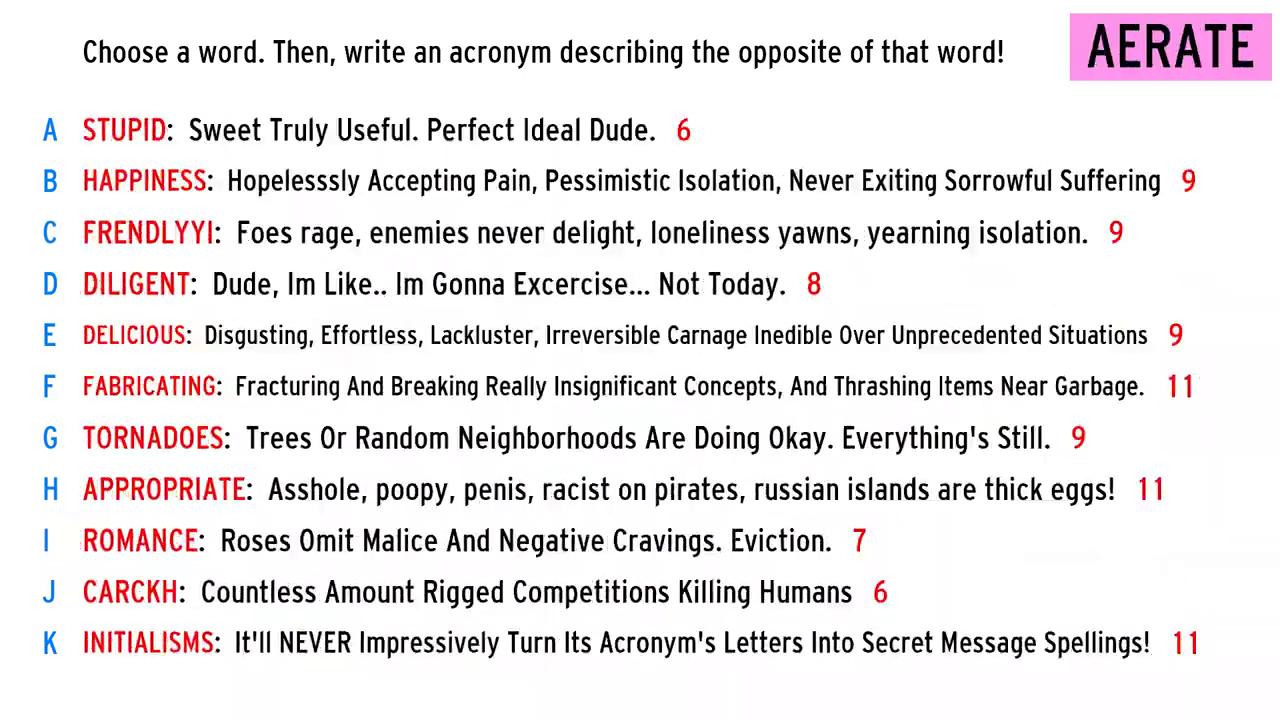 Choose a word. Then, write an acronym describing the opposite of that word!
AERATE
A STUPID: Sweet Truly Useful. Perfect Ideal Dude. 6
B HAPPINESS: Hopelesssly Accepting Pain, Pessimistic Isolation, Never Exiting Sorrowful Suffering 9
C FRENDLYYI: Foes rage, enemies never delight, loneliness yawns, yearning isolation. 9
D DILIGENT: Dude, Im Like.. Im Gonna Excercise... Not Today. 8
E DELICIOUS: Disgusting, Effortless, Lackluster, Irreversible Carnage Inedible Over Unprecedented Situations 9
F FABRICATING: Fracturing And Breaking Really Insignificant Concepts, And Thrashing Items Near Garbage. 11
G TORNADOES: Trees Or Random Neighborhoods Are Doing Okay. Everything's Still. 9
H APPROPRIATE: Asshole, poopy, penis, racist on pirates, russian islands are thick eggs! 11
I ROMANCE: Roses Omit Malice And Negative Cravings. Eviction. 7
J CARCKH: Countless Amount Rigged Competitions Killing Humans 6
K INITIALISMS: It'll NEVER Impressively Turn Its Acronym's Letters Into Secret Message Spellings! 11